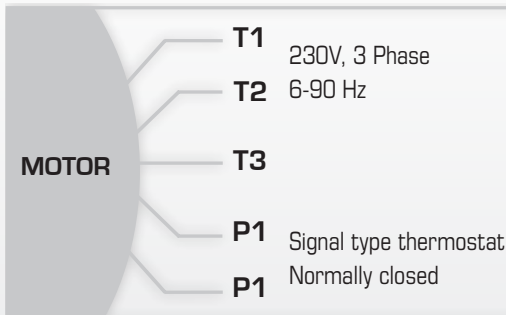 T1
230V, 3 Phase
T2
6-90 Hz
MOTOR
T3
P1
Signal type thermostat
Normally closed
P1